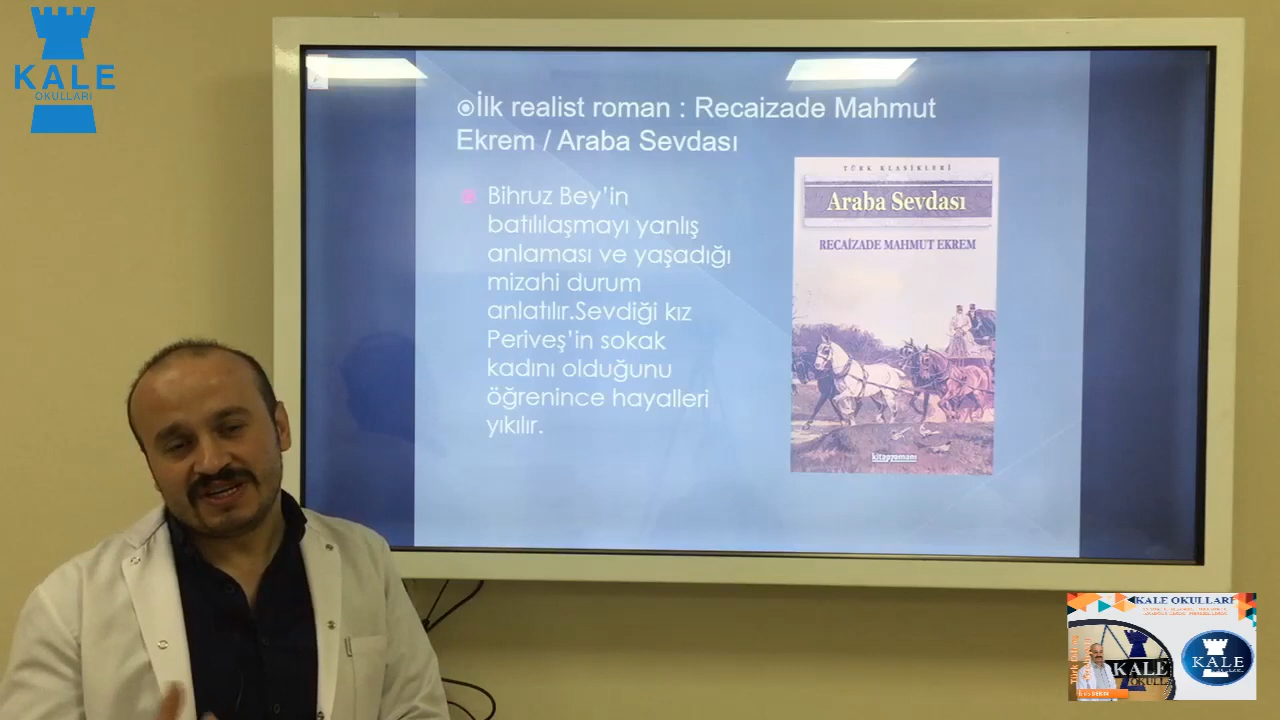 KALE
OKULLARI
◉İlk realist roman : Recaizade Mahmut
Ekrem / Araba Sevdası
Bihruz Bey’in
batılılaşmayı yanlış
anlaması ve yaşadığı
mizahi durum
anlatılır.Sevdiği kız
Periveş’in sokak
kadını olduğunu
öğrenince hayalleri
yıkılır.
TÜRK KLASİKLERİ
Araba Sevdası
RECAİZADE MAHMUT EKREM
kitapzamanı
KALE OKULLARI
KALE
OKULL
KALE